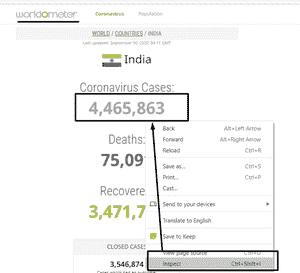 worldometer Coronavirus Population
WORLD / COUNTRIES / INDIA
Last updated: September 10, 2020, 04:11 GMT
India
Coronavirus Cases:
4,465,863
Deaths:
75,09
Recovere
3,471,7
CLOSED CASES
3,546,874
Back Alt+Left Arrow
Forward Alt+Right Arrow
Reload Ctrl+R
Save as... Ctrl+S
Print... Ctrl+P
Cast...
Send to your devices
Translate to English
Save to Keep
View page source Ctrl+U
Inspect Ctrl+Shift+I